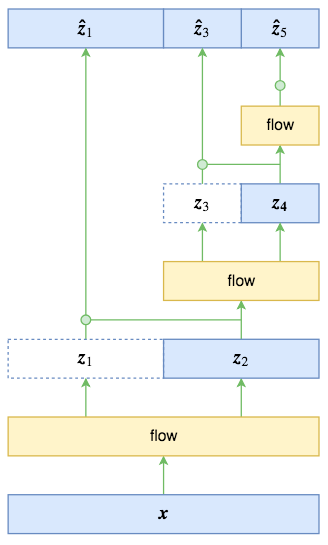 ẑ₁ ẑ₃ ẑ₅
flow
z₃ z₄
flow
z₁ z₂
flow
x